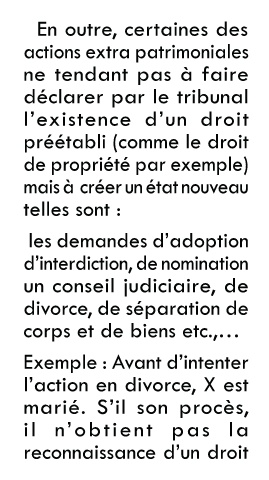 En outre, certaines des
actions extra patrimoniales
ne tendant pas à faire
déclarer par le tribunal
l’existence d’un droit
préétabli (comme le droit
de propriété par exemple)
mais à créer un état nouveau
telles sont :
les demandes d’adoption
d’interdiction, de nomination
un conseil judiciaire, de
divorce, de séparation de
corps et de biens etc.,...
Exemple : Avant d’intenter
l’action en divorce, X est
marié. S’il son procès,
il n’obtient pas la
reconnaissance d’un droit